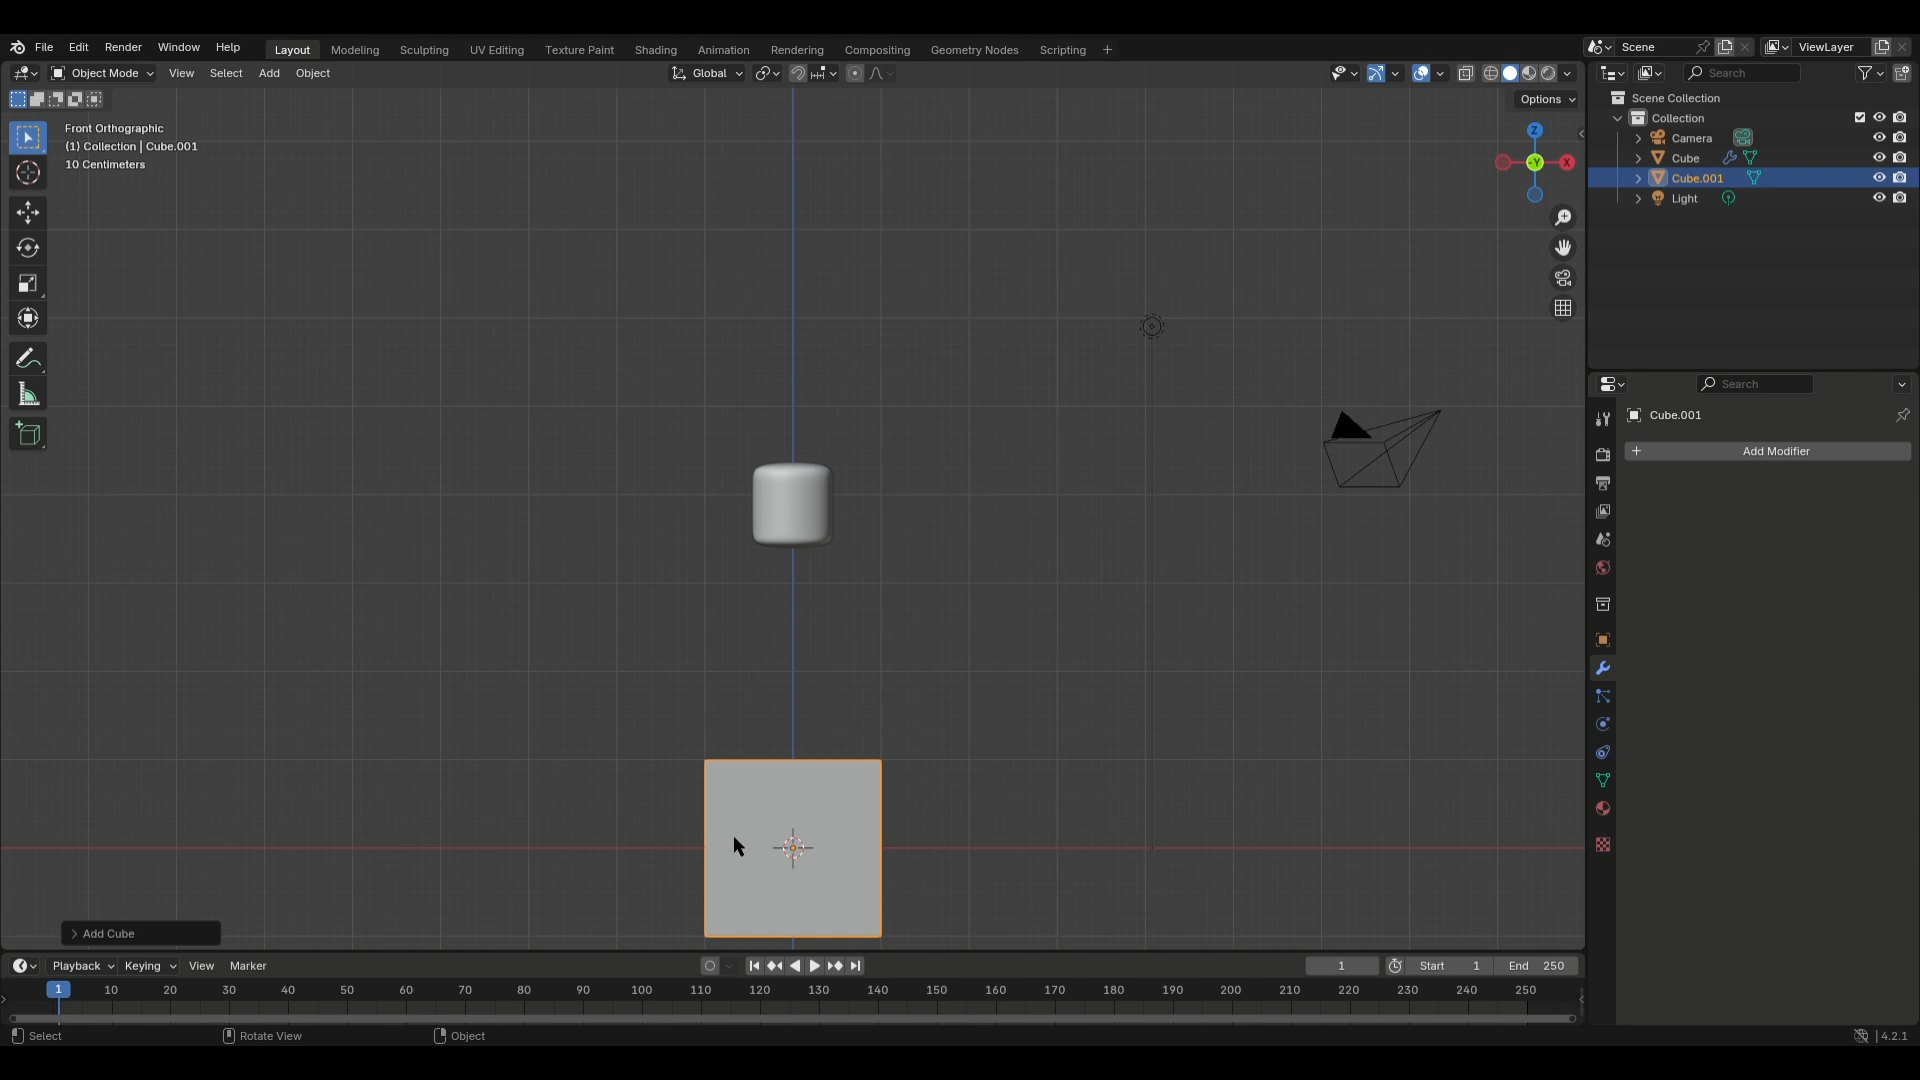 File Edit Render Window Help Layout Modeling Sculpting UV Editing Texture Paint Shading Animation Rendering Compositing Geometry Nodes Scripting + Scene ViewLayer
Object Mode View Select Add Object Global Search
Options
Front Orthographic
(1) Collection | Cube.001
10 Centimeters
Z
-Y X
Scene Collection
Collection
Camera
Cube
Cube.001
Light
Search
Cube.001
+ Add Modifier
Add Cube
Playback Keying View Marker 1 Start 1 End 250
1 10 20 30 40 50 60 70 80 90 100 110 120 130 140 150 160 170 180 190 200 210 220 230 240 250
Select Rotate View Object 4.2.1